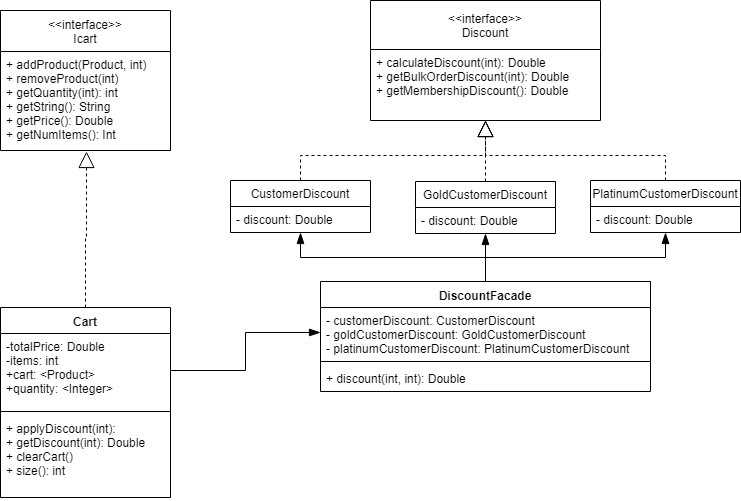 <<interface>>
Icart
+ addProduct(Product, int)
+ removeProduct(int)
+ getQuantity(int): int
+ getString(): String
+ getPrice(): Double
+ getNumItems(): Int
<<interface>>
Discount
+ calculateDiscount(int): Double
+ getBulkOrderDiscount(int): Double
+ getMembershipDiscount(): Double
CustomerDiscount
- discount: Double
GoldCustomerDiscount
- discount: Double
PlatinumCustomerDiscount
- discount: Double
Cart
-totalPrice: Double
-items: int
+cart: <Product>
+quantity: <Integer>
+ applyDiscount(int):
+ getDiscount(int): Double
+ clearCart()
+ size(): int
DiscountFacade
- customerDiscount: CustomerDiscount
- goldCustomerDiscount: GoldCustomerDiscount
- platinumCustomerDiscount: PlatinumCustomerDiscount
+ discount(int, int): Double